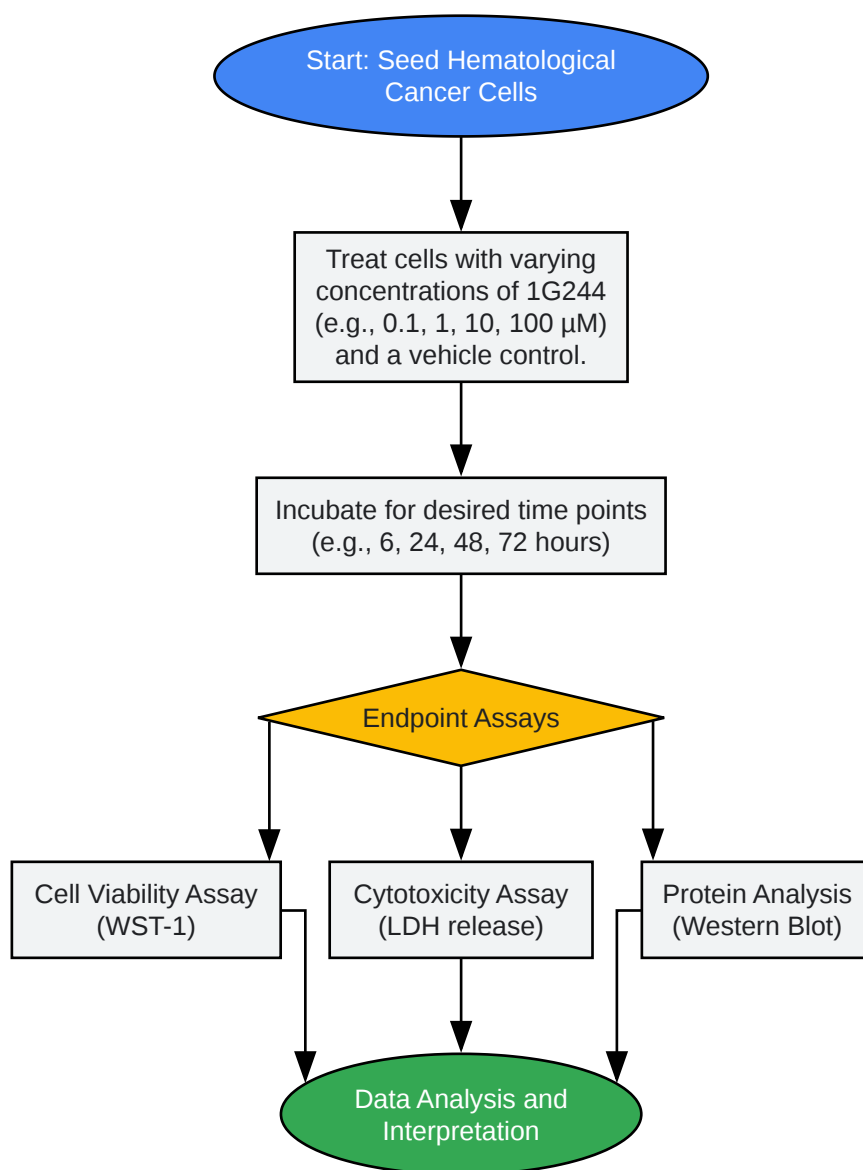 Start: Seed Hematological
Cancer Cells
Treat cells with varying
concentrations of 1G244
(e.g., 0.1, 1, 10, 100 µM)
and a vehicle control.
Incubate for desired time points
(e.g., 6, 24, 48, 72 hours)
Endpoint Assays
Cell Viability Assay
(WST-1)
Cytotoxicity Assay
(LDH release)
Protein Analysis
(Western Blot)
Data Analysis and
Interpretation